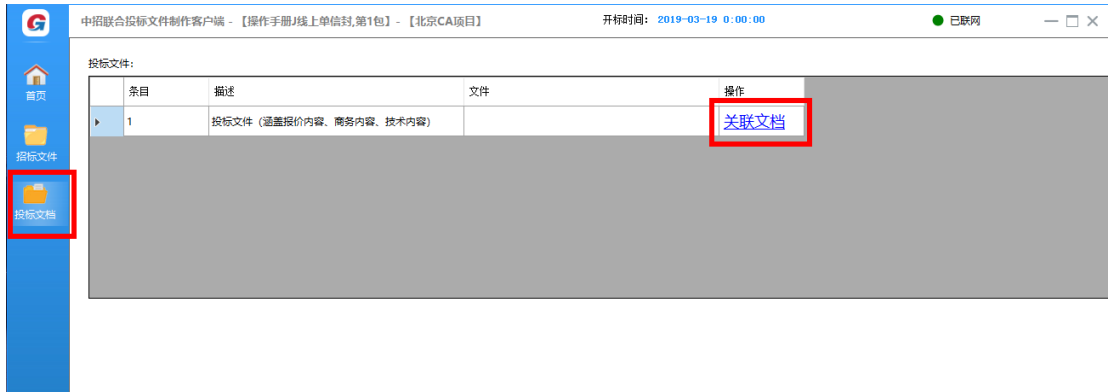 G
中招联合投标文件制作客户端 - 【操作手册J线上单信封,第1包】 - 【北京CA项目】 开标时间： 2019-03-19 0:00:00 已联网
首页
招标文件
投标文档
投标文件：
条目 描述 文件 操作
1 投标文件（涵盖报价内容、商务内容、技术内容） 关联文档